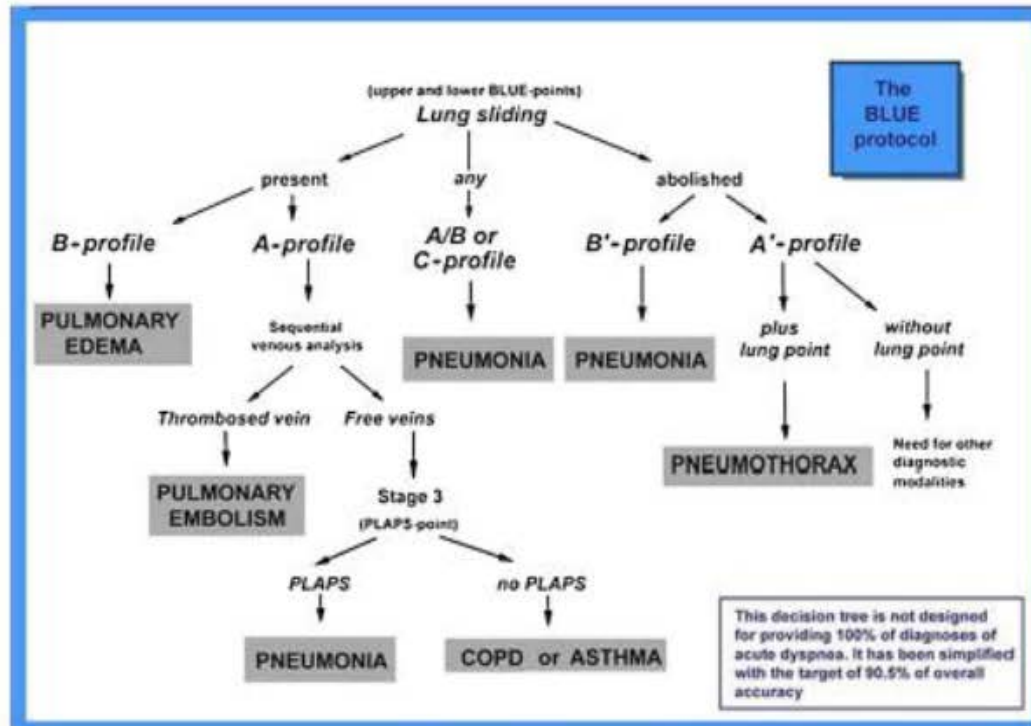 The
BLUE
protocol
(upper and lower BLUE-points)
Lung sliding
present
any
abolished
B-profile
A-profile
A/B or
C-profile
B'-profile
A'-profile
PULMONARY
EDEMA
Sequential
venous analysis
PNEUMONIA
PNEUMONIA
plus
lung point
without
lung point
Thrombosed vein
Free veins
PULMONARY
EMBOLISM
Stage 3
(PLAPS-point)
PNEUMOTHORAX
Need for other
diagnostic
modalities
PLAPS
no PLAPS
PNEUMONIA
COPD or ASTHMA
This decision tree is not designed
for providing 100% of diagnoses of
acute dyspnea. It has been simplified
with the target of 90.5% of overall
accuracy